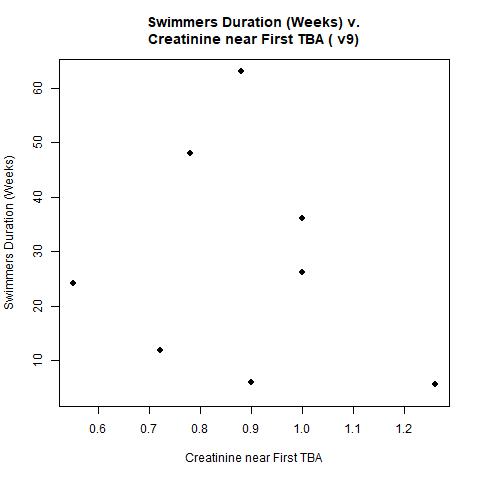 Swimmers Duration (Weeks) v.
Creatinine near First TBA ( v9)
Swimmers Duration (Weeks)
60
50
40
30
20
10
0.6 0.7 0.8 0.9 1.0 1.1 1.2
Creatinine near First TBA